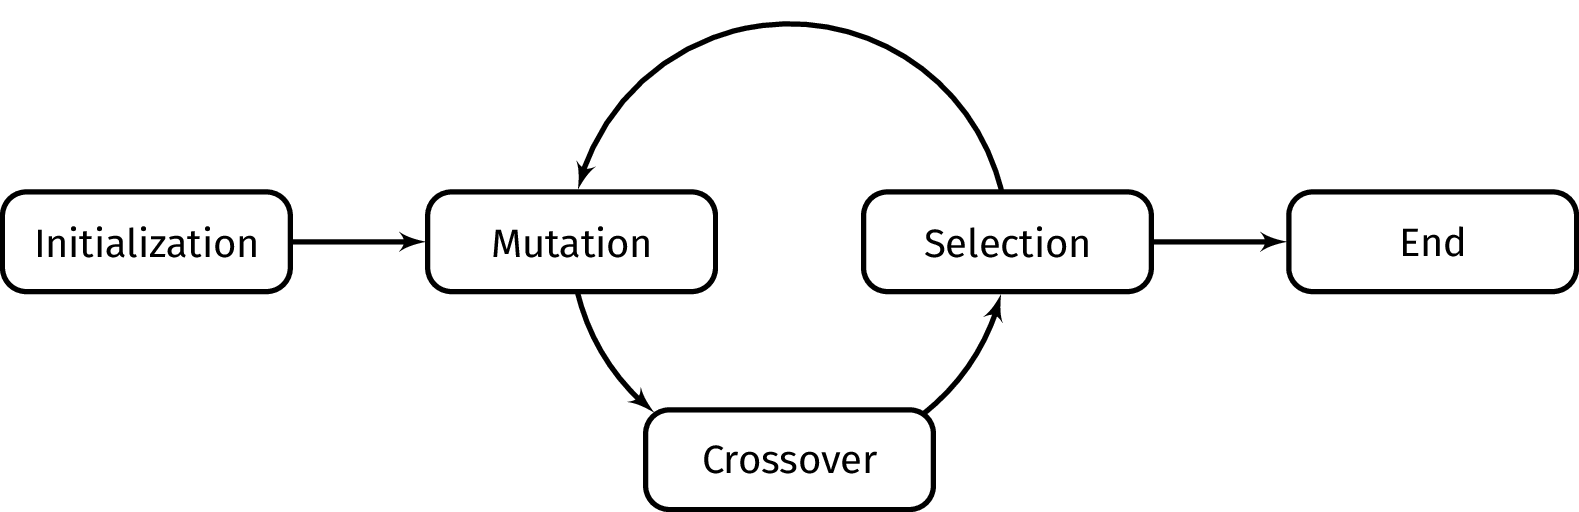 Initialization
Mutation
Selection
End
Crossover